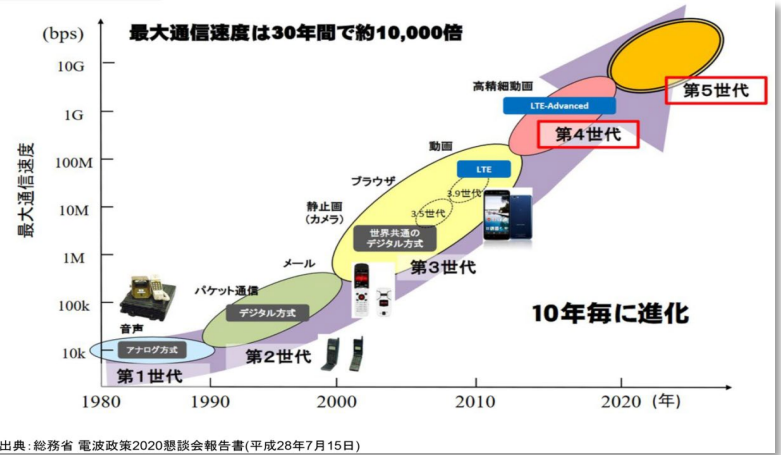 (bps)
最大通信速度は30年間で約10,000倍
10G
1G
100M
10M
1M
100k
10k
最大通信速度
高精細動画
LTE-Advanced
第5世代
第4世代
動画
LTE
ブラウザ
3.9世代
静止画
(カメラ)
3.5世代
世界共通の
デジタル方式
メール
第3世代
パケット通信
デジタル方式
10年毎に進化
音声
アナログ方式
第2世代
第1世代
1980
1990
2000
2010
2020
(年)
出典:総務省 電波政策2020懇談会報告書(平成28年7月15日)